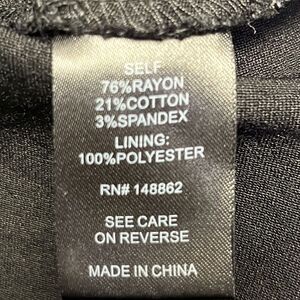 SELF
76%RAYON
21%COTTON
3%SPANDEX
LINING:
100%POLYESTER
RN# 148862
SEE CARE
ON REVERSE
MADE IN CHINA